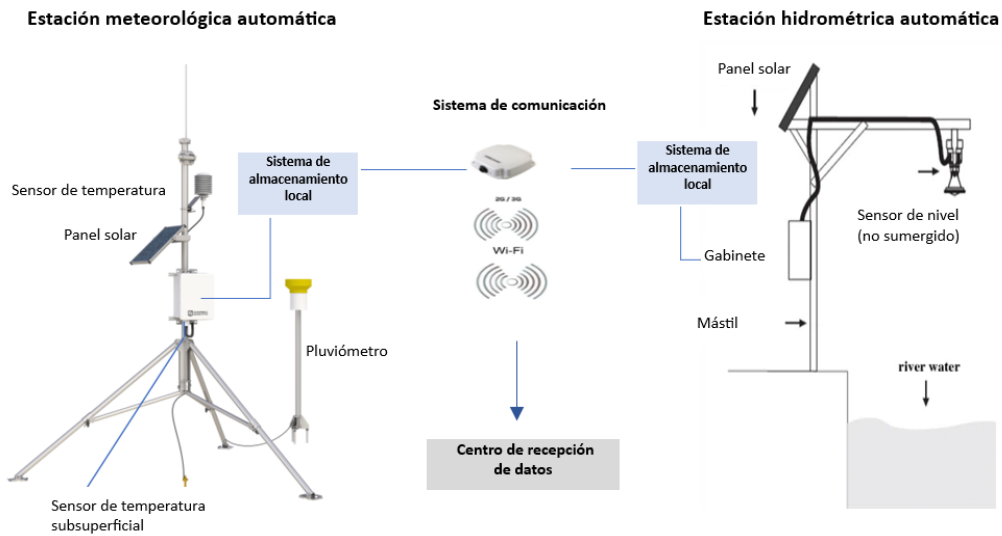 Estación meteorológica automática
Estación hidrométrica automática
Panel solar
Sistema de comunicación
Sistema de
almacenamiento
local
Sistema de
almacenamiento
local
Sensor de temperatura
2G / 3G
Sensor de nivel
(no sumergido)
Panel solar
Wi-Fi
Gabinete
Mástil
Pluviómetro
river water
Centro de recepción
de datos
Sensor de temperatura
subsuperficial